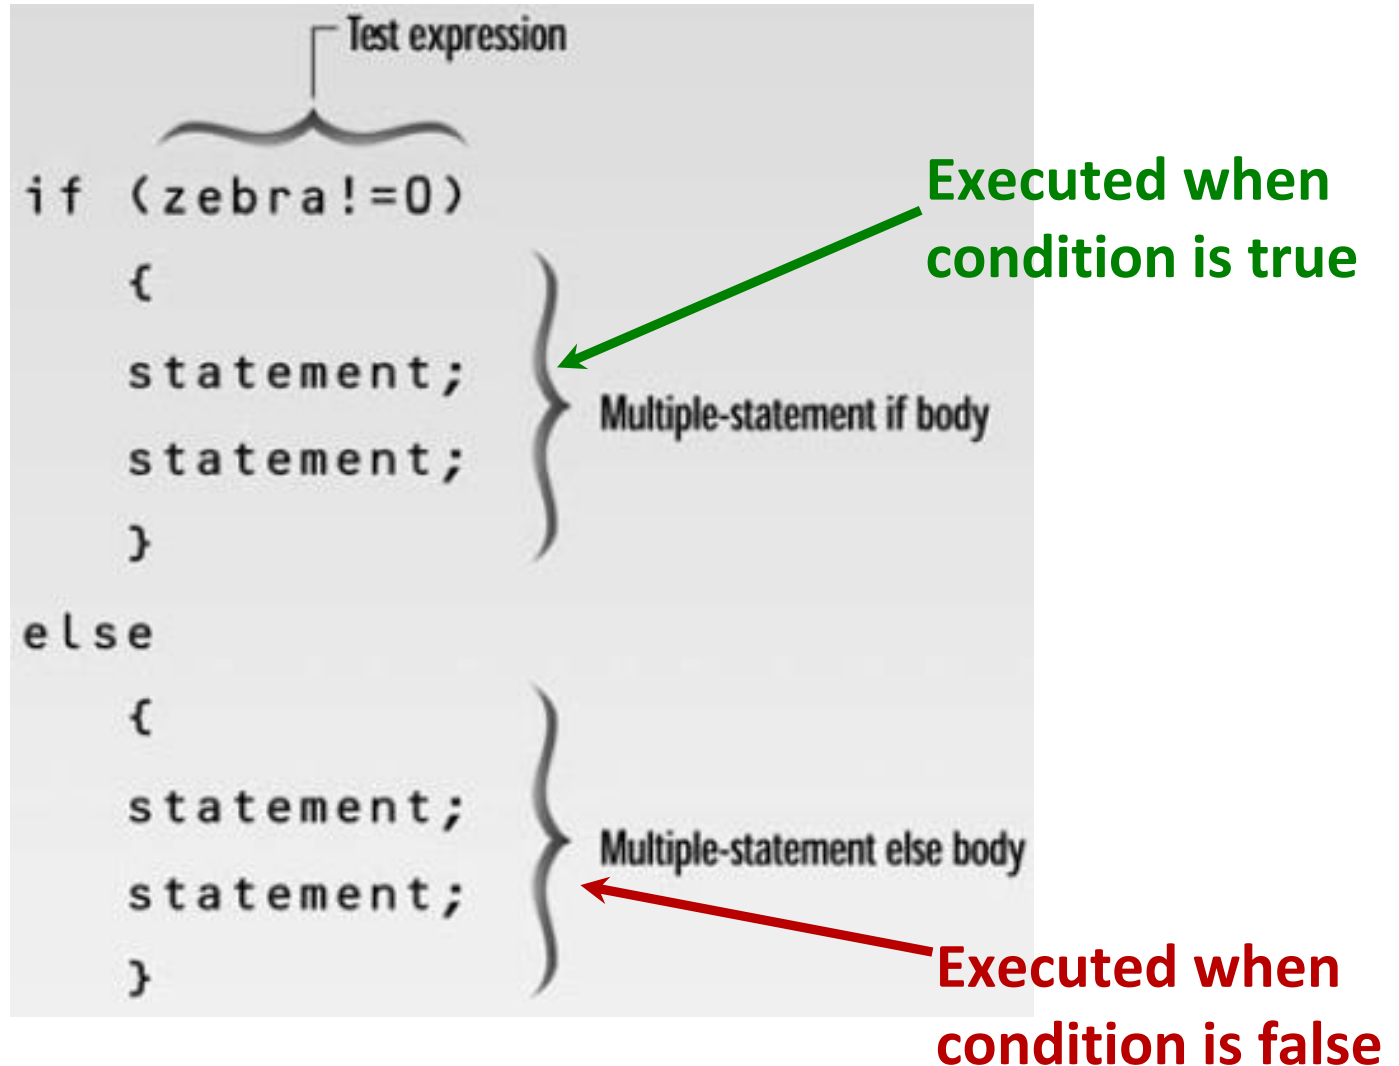 Test expression
if (zebra!=0)
{
statement;
statement;
}
Executed when
condition is true
Multiple-statement if body
else
{
statement;
statement;
}
Multiple-statement else body
Executed when
condition is false